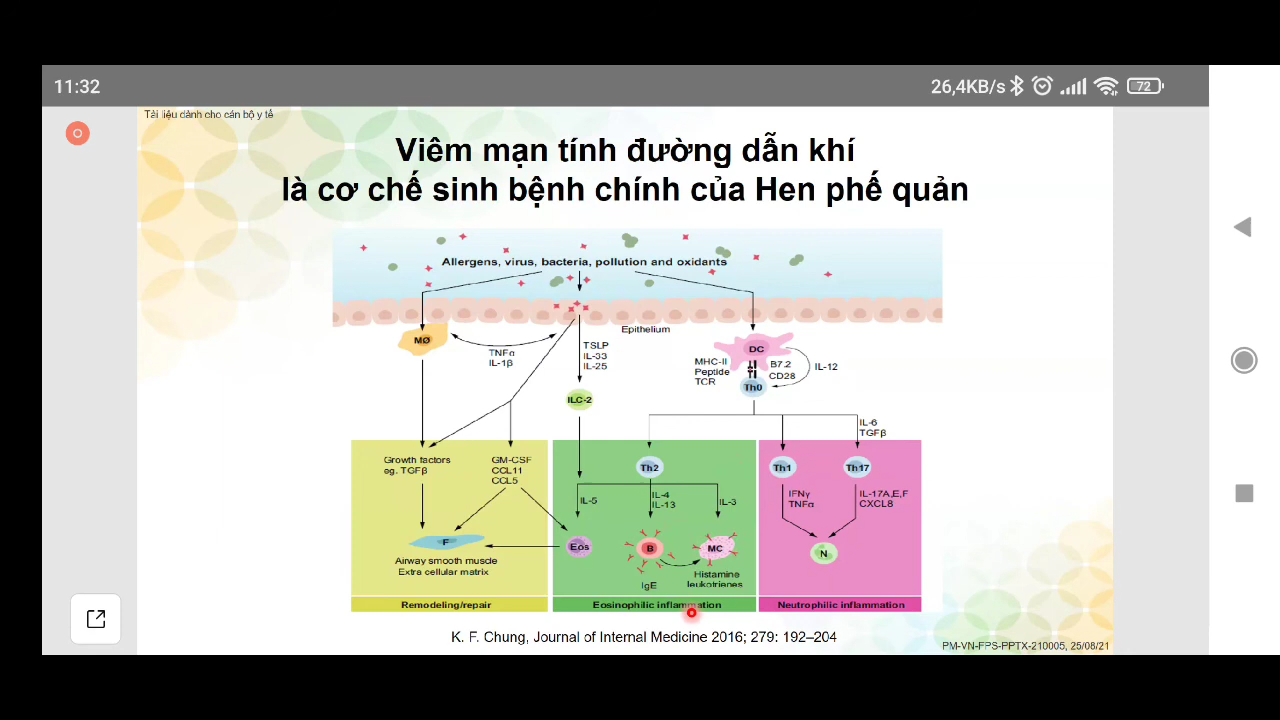 11:32
26,4KB/s
72
Tài liệu dành cho cán bộ y tế
Viêm mạn tính đường dẫn khí
là cơ chế sinh bệnh chính của Hen phế quản
Allergens, virus, bacteria, pollution and oxidants
Epithelium
MØ
TNFα
IL-1β
TSLP
IL-33
IL-25
DC
MHC-II
Peptide
TCR
B7.2
CD28
IL-12
Th0
ILC-2
IL-6
TGFβ
Growth factors
eg. TGFβ
GM-CSF
CCL11
CCL5
Th2
Th1
Th17
IL-5
IL-4
IL-13
IL-3
IFNγ
TNFα
IL-17A,E,F
CXCL8
F
Eos
B
MC
N
Airway smooth muscle
Extra cellular matrix
IgE
Histamine
leukotrienes
Remodeling/repair
Eosinophilic inflammation
Neutrophilic inflammation
K. F. Chung, Journal of Internal Medicine 2016; 279: 192–204
PM-VN-FPS-PPTX-210005, 25/08/21